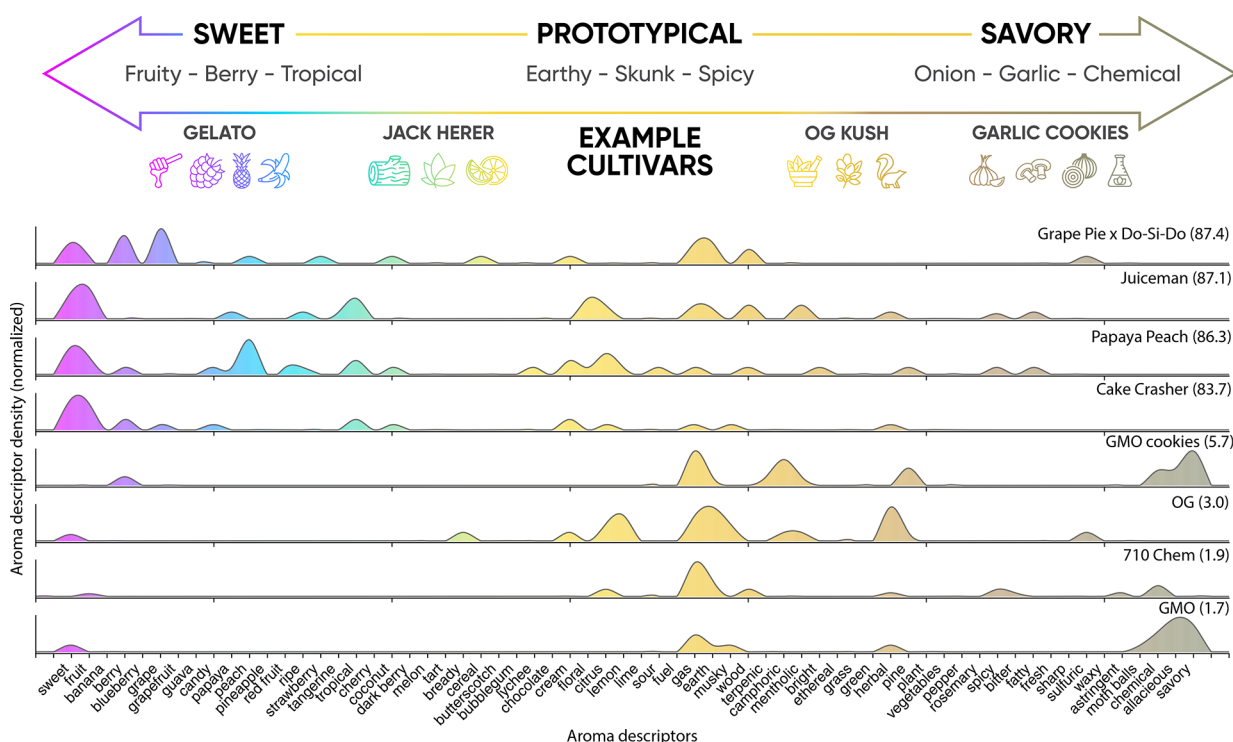 SWEET
PROTOTYPICAL
SAVORY
Fruity - Berry - Tropical
Earthy - Skunk - Spicy
Onion - Garlic - Chemical
GELATO
JACK HERER
EXAMPLE
CULTIVARS
OG KUSH
GARLIC COOKIES
Aroma descriptor density (normalized)
Grape Pie x Do-Si-Do (87.4)
Juiceman (87.1)
Papaya Peach (86.3)
Cake Crasher (83.7)
GMO cookies (5.7)
OG (3.0)
710 Chem (1.9)
GMO (1.7)
sweet
fruit
banana
berry
blueberry
grape
grapefruit
guava
candy
papaya
peach
pineapple
red fruit
ripe
strawberry
tangerine
tropical
cherry
coconut
dark berry
melon
tart
bready
cereal
butterscotch
bubblegum
lychee
chocolate
cream
floral
citrus
lemon
lime
sour
fuel
gas
earth
musky
wood
terpenic
camphoric
mentholic
bright
ethereal
grass
green
herbal
pine
plant
vegetables
pepper
rosemary
spicy
bitter
fatty
fresh
sharp
sulfuric
waxy
astringent
moth balls
chemical
allacious
savory
Aroma descriptors